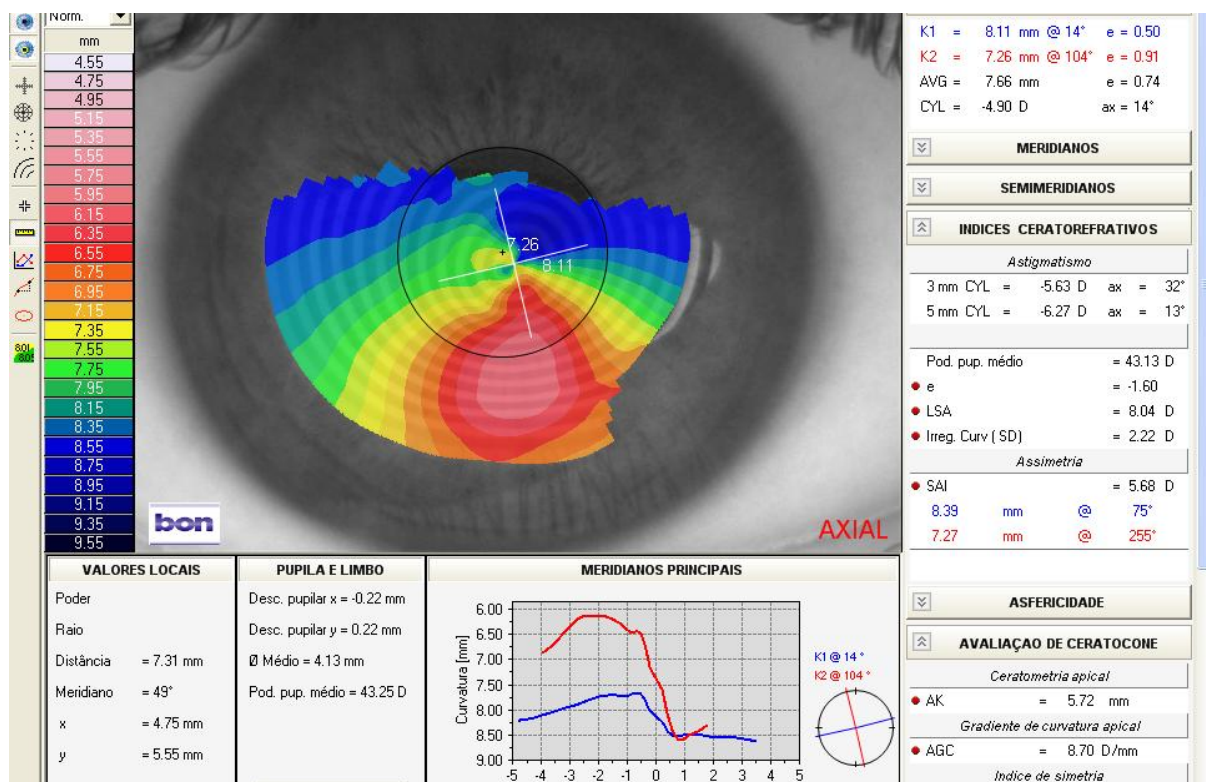 Norm.
mm
4.55
4.75
4.95
5.15
5.35
5.55
5.75
5.95
6.15
6.35
6.55
6.75
6.95
7.15
7.35
7.55
7.75
7.95
8.15
8.35
8.55
8.75
8.95
9.15
9.35
9.55
7.26
8.11
bon
AXIAL
K1 = 8.11 mm @ 14° e = 0.50
K2 = 7.26 mm @ 104° e = 0.91
AVG = 7.66 mm e = 0.74
CYL = -4.90 D ax = 14°
MERIDIANOS
SEMIMERIDIANOS
INDICES CERATOREFRATIVOS
Astigmatismo
3 mm CYL = -5.63 D ax = 32°
5 mm CYL = -6.27 D ax = 13°
Pod. pup. médio = 43.13 D
e = -1.60
LSA = 8.04 D
Irreg. Curv ( SD) = 2.22 D
Assimetria
SAI = 5.68 D
8.39 mm @ 75°
7.27 mm @ 255°
ASFERICIDADE
AVALIAÇAO DE CERATOCONE
Ceratometria apical
AK = 5.72 mm
Gradiente de curvatura apical
AGC = 8.70 D/mm
Indice de simetria
VALORES LOCAIS
Poder
Raio
Distância = 7.31 mm
Meridiano = 49°
x = 4.75 mm
y = 5.55 mm
PUPILA E LIMBO
Desc. pupilar x = -0.22 mm
Desc. pupilar y = 0.22 mm
Ø Médio = 4.13 mm
Pod. pup. médio = 43.25 D
MERIDIANOS PRINCIPAIS
Curvatura [mm]
6.00
6.50
7.00
7.50
8.00
8.50
9.00
-5 -4 -3 -2 -1 0 1 2 3 4 5
K1 @ 14 °
K2 @ 104 °